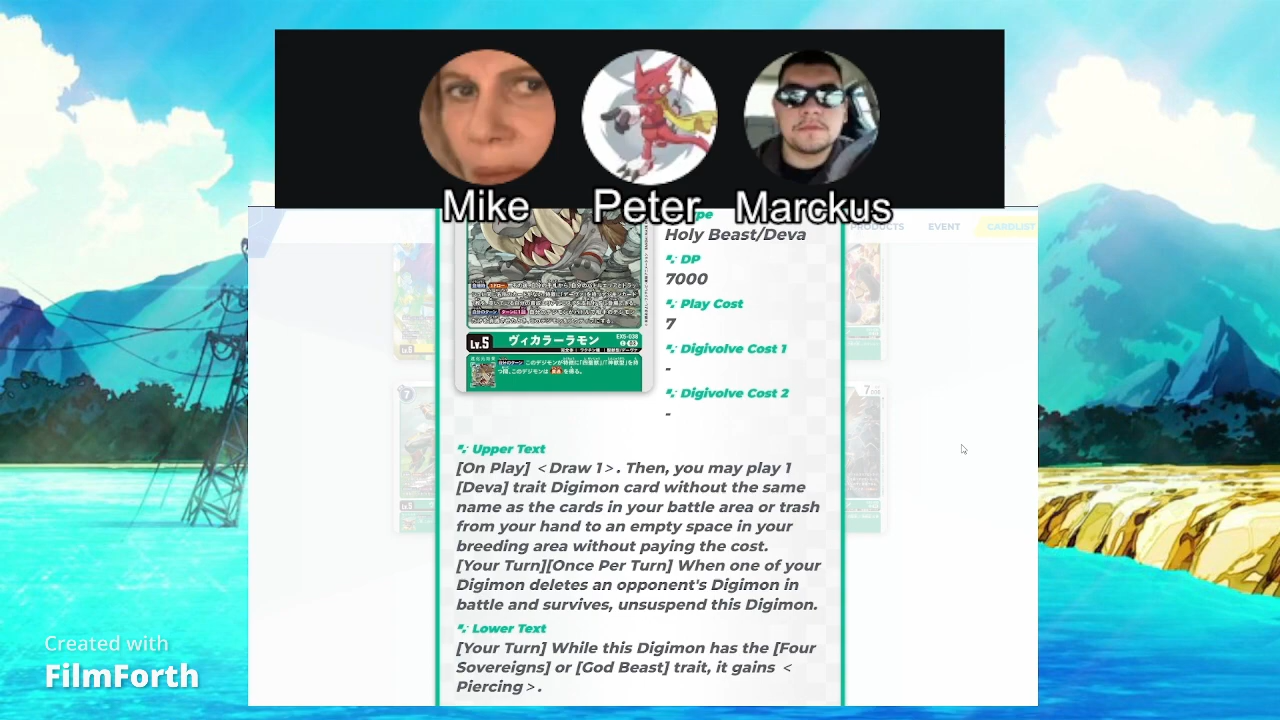 Mike Peter Marckus
PRODUCTS EVENT CARDLIST
Holy Beast/Deva
DP
7000
Play Cost
7
Digivolve Cost 1
-
Digivolve Cost 2
-
Lv.5 ヴィカラーラモン EX5-038
Upper Text
[On Play] ＜Draw 1＞. Then, you may play 1
[Deva] trait Digimon card without the same
name as the cards in your battle area or trash
from your hand to an empty space in your
breeding area without paying the cost.
[Your Turn][Once Per Turn] When one of your
Digimon deletes an opponent's Digimon in
battle and survives, unsuspend this Digimon.
Lower Text
[Your Turn] While this Digimon has the [Four
Sovereigns] or [God Beast] trait, it gains ＜
Piercing＞.
Created with
FilmForth